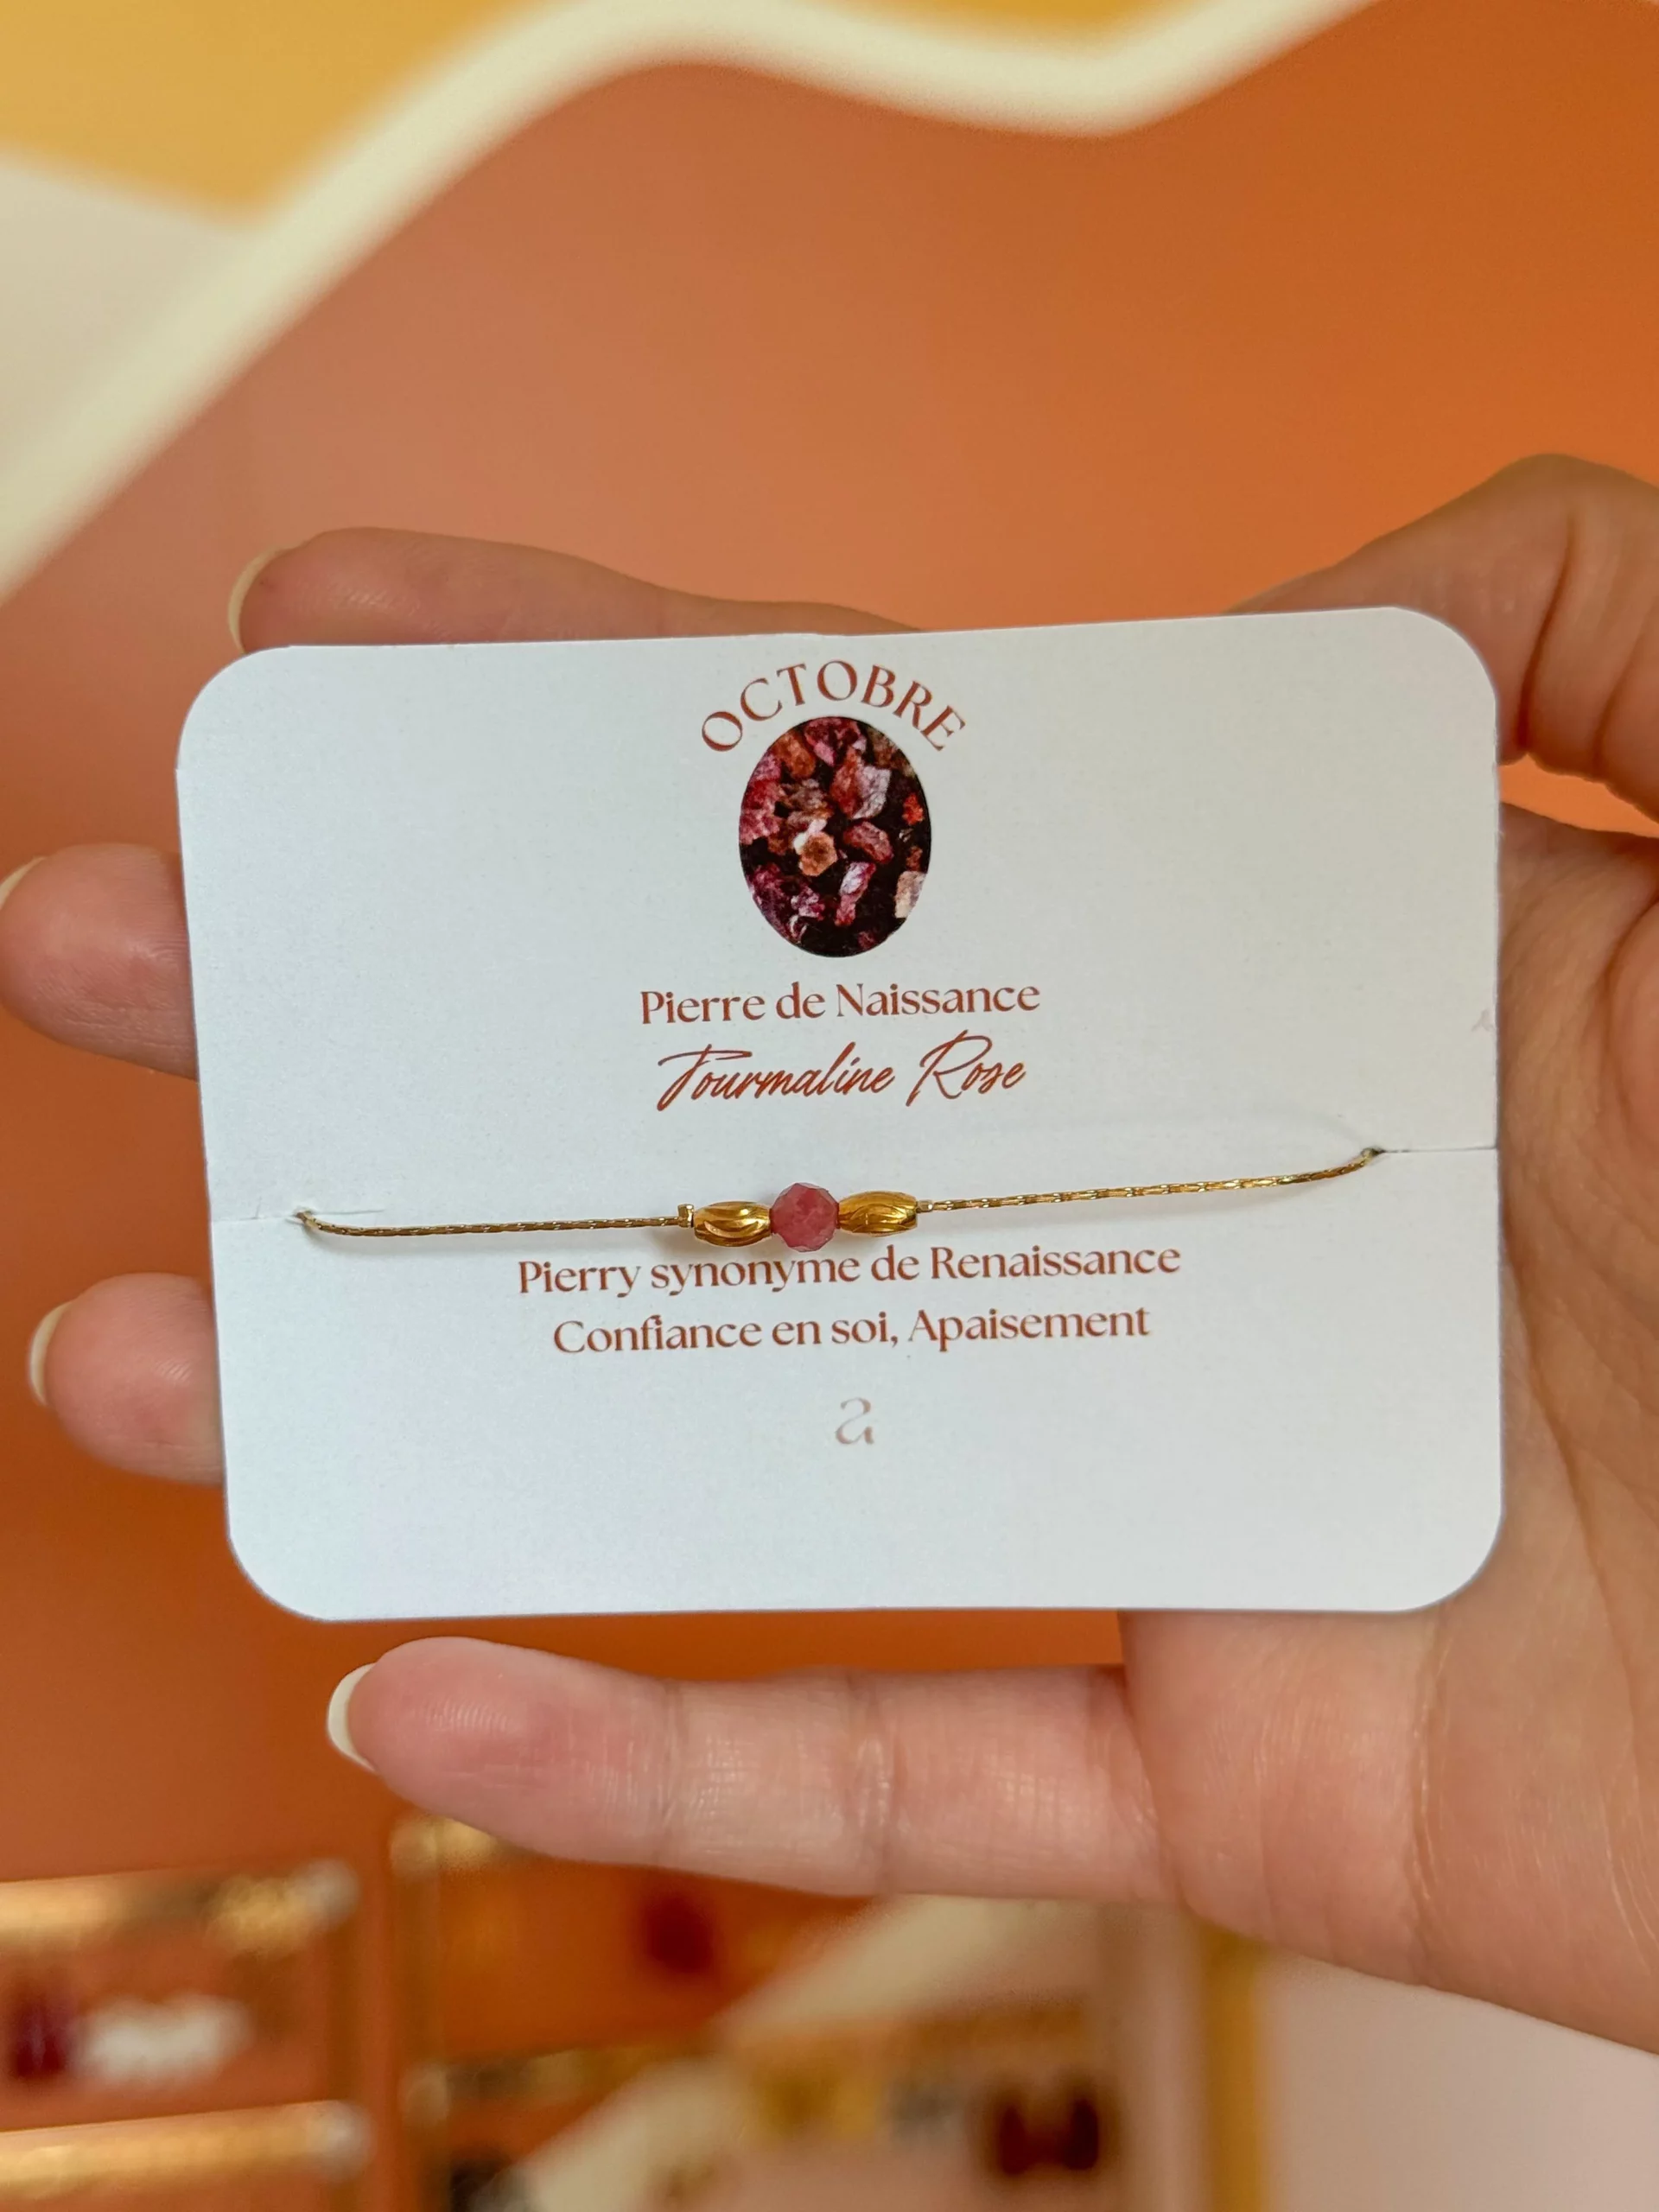 OCTOBRE
Pierre de Naissance
Tourmaline Rose
Pierry synonyme de Renaissance
Confiance en soi, Apaisement
a